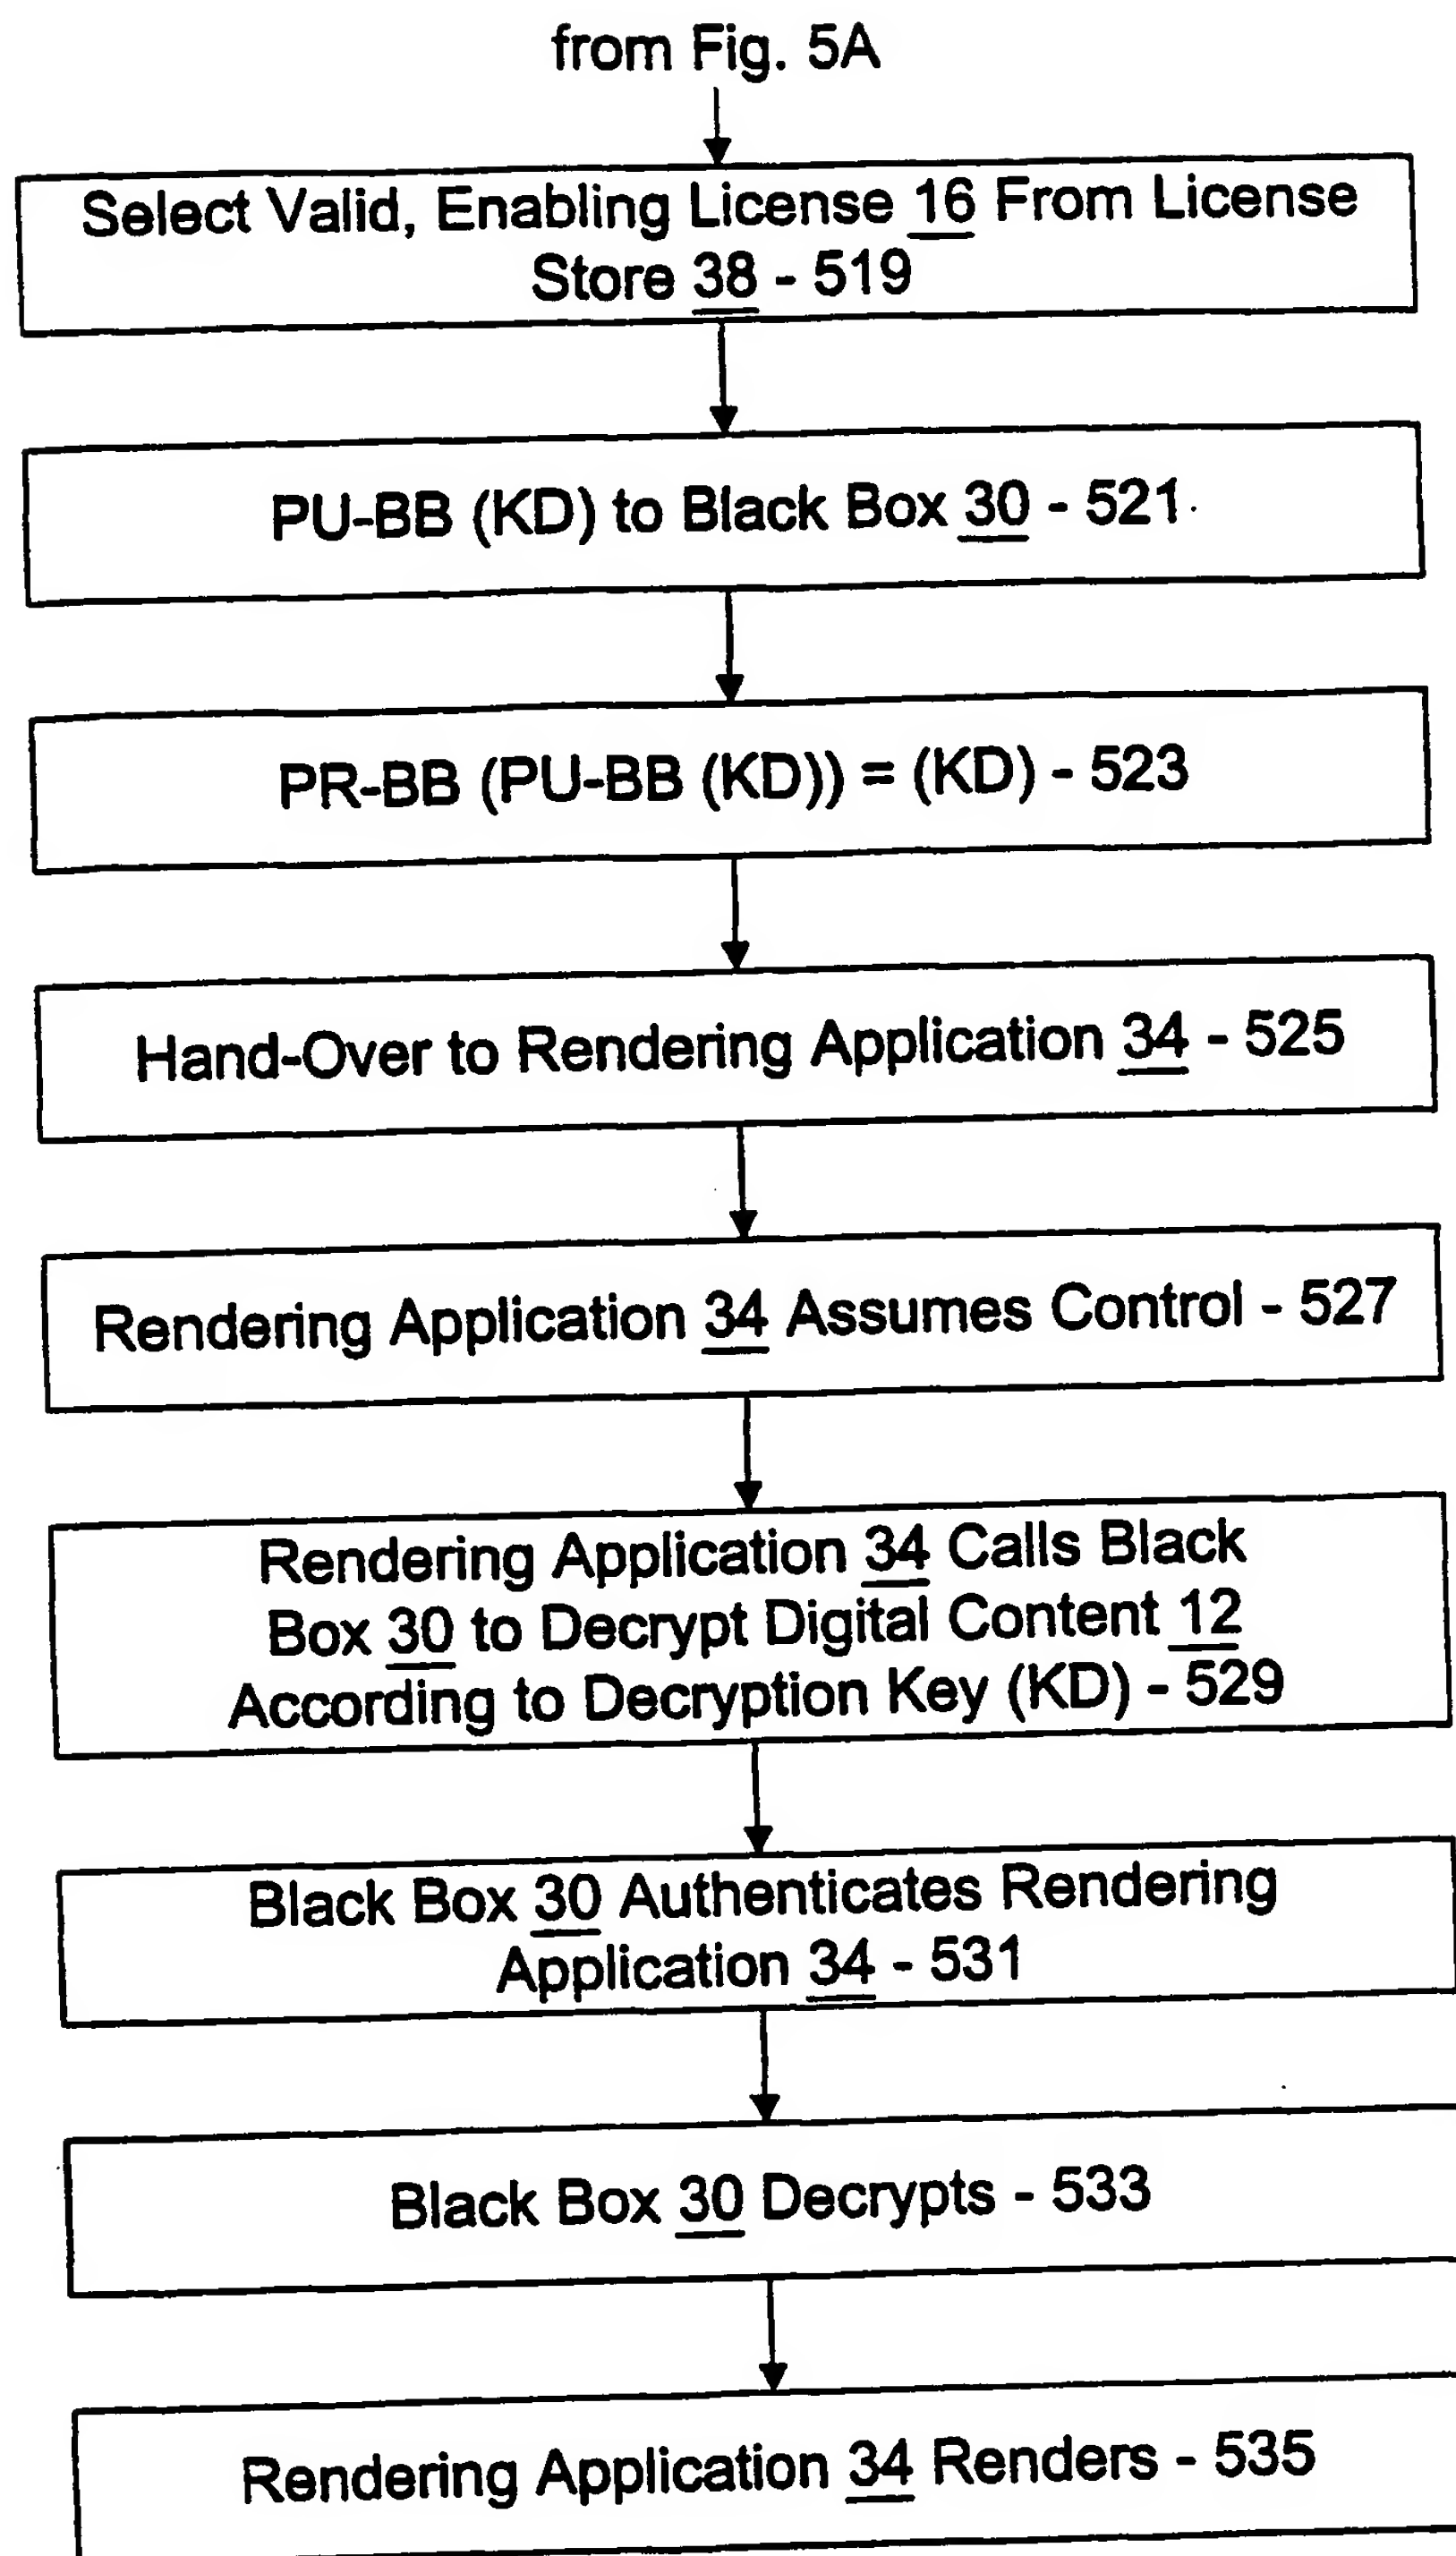 from Fig. 5A
Select Valid, Enabling License 16 From License
Store 38 - 519
PU-BB (KD) to Black Box 30 - 521
PR-BB (PU-BB (KD)) = (KD) - 523
Hand-Over to Rendering Application 34 - 525
Rendering Application 34 Assumes Control - 527
Rendering Application 34 Calls Black
Box 30 to Decrypt Digital Content 12
According to Decryption Key (KD) - 529
Black Box 30 Authenticates Rendering
Application 34 - 531
Black Box 30 Decrypts - 533
Rendering Application 34 Renders - 535